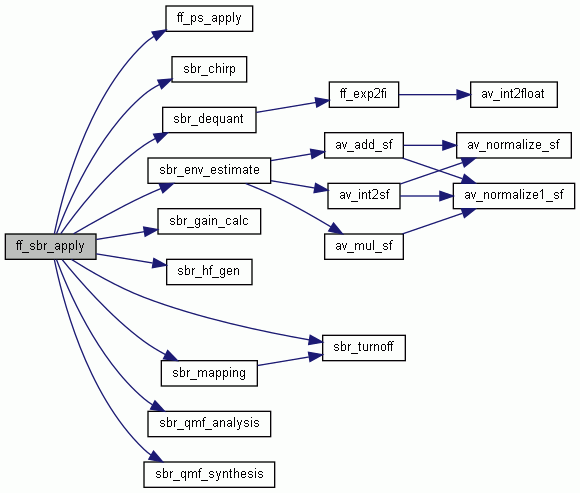 ff_ps_apply
sbr_chirp
ff_exp2fi
av_int2float
sbr_dequant
av_add_sf
av_normalize_sf
sbr_env_estimate
av_int2sf
av_normalize1_sf
sbr_gain_calc
ff_sbr_apply
av_mul_sf
sbr_hf_gen
sbr_turnoff
sbr_mapping
sbr_qmf_analysis
sbr_qmf_synthesis